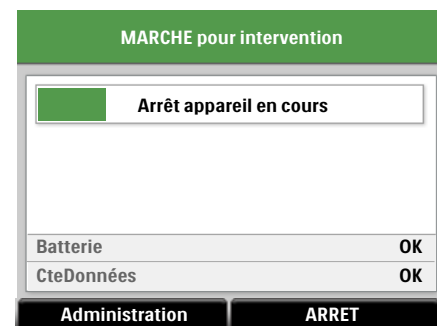 MARCHE pour intervention
Arrêt appareil en cours
Batterie OK
CteDonnées OK
Administration ARRET